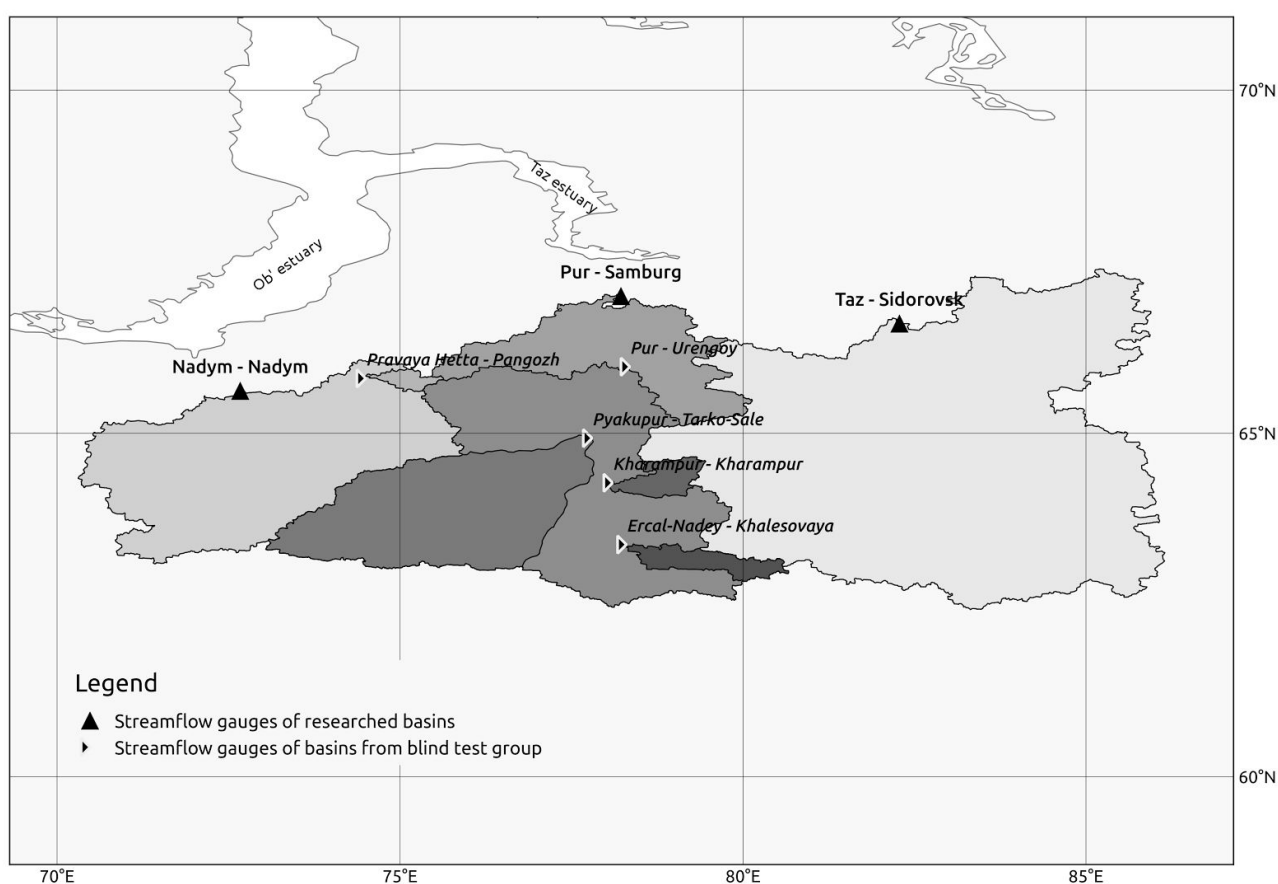 70°N
Taz estuary
Ob' estuary
Pur - Samburg
Taz - Sidorovsk
Pur - Urengoy
Pravaya Hetta - Pangozh
Nadym - Nadym
Pyakupur - Tarko-Sale
65°N
Kharampur - Kharampur
Ercal-Nadey - Khalesovaya
Legend
Streamflow gauges of researched basins
Streamflow gauges of basins from blind test group
60°N
70°E
75°E
80°E
85°E